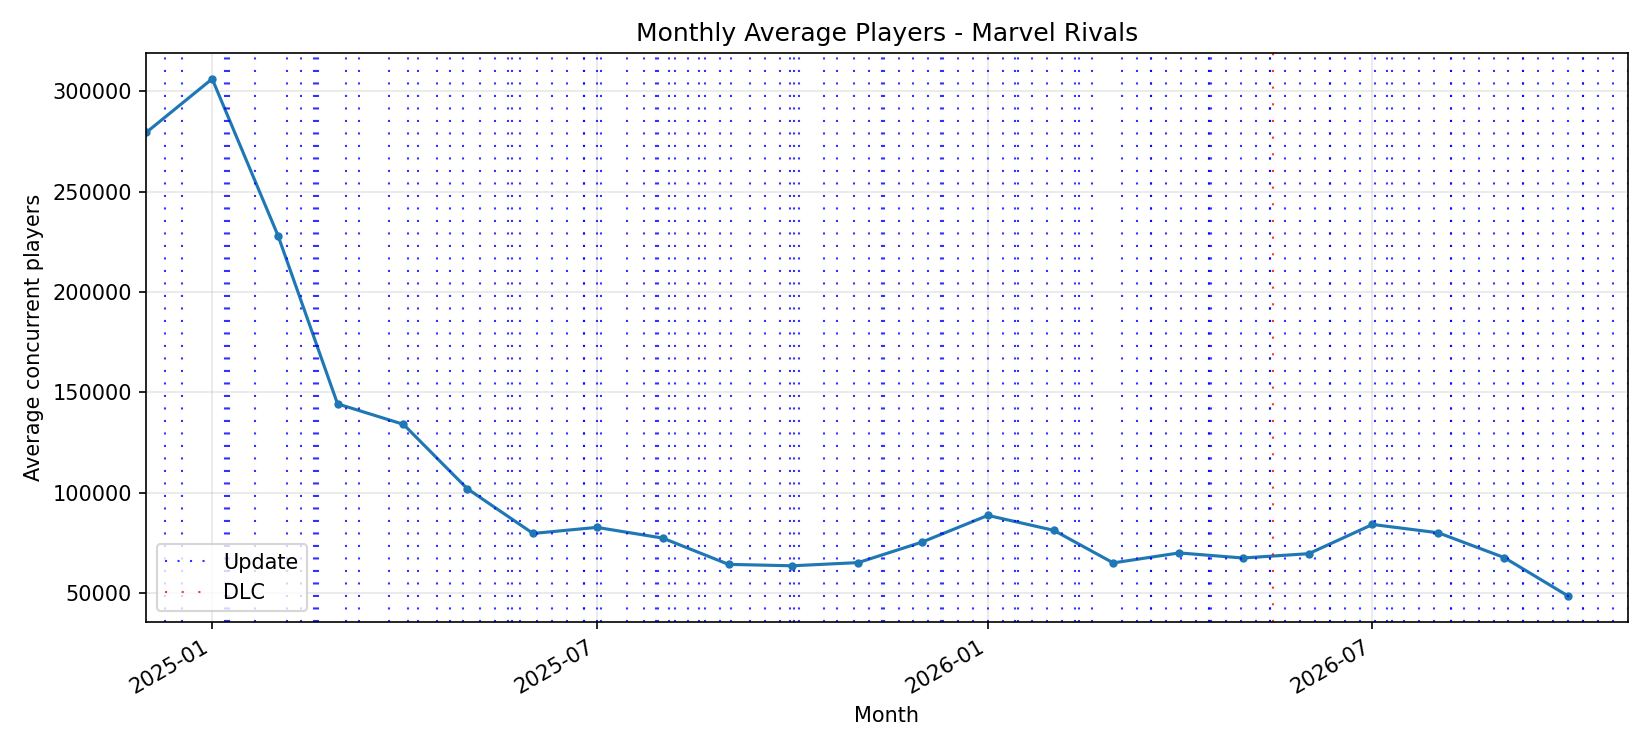 Monthly Average Players - Marvel Rivals
Average concurrent players
300000
250000
200000
150000
100000
50000
Update
DLC
2025-01
2025-07
2026-01
2026-07
Month